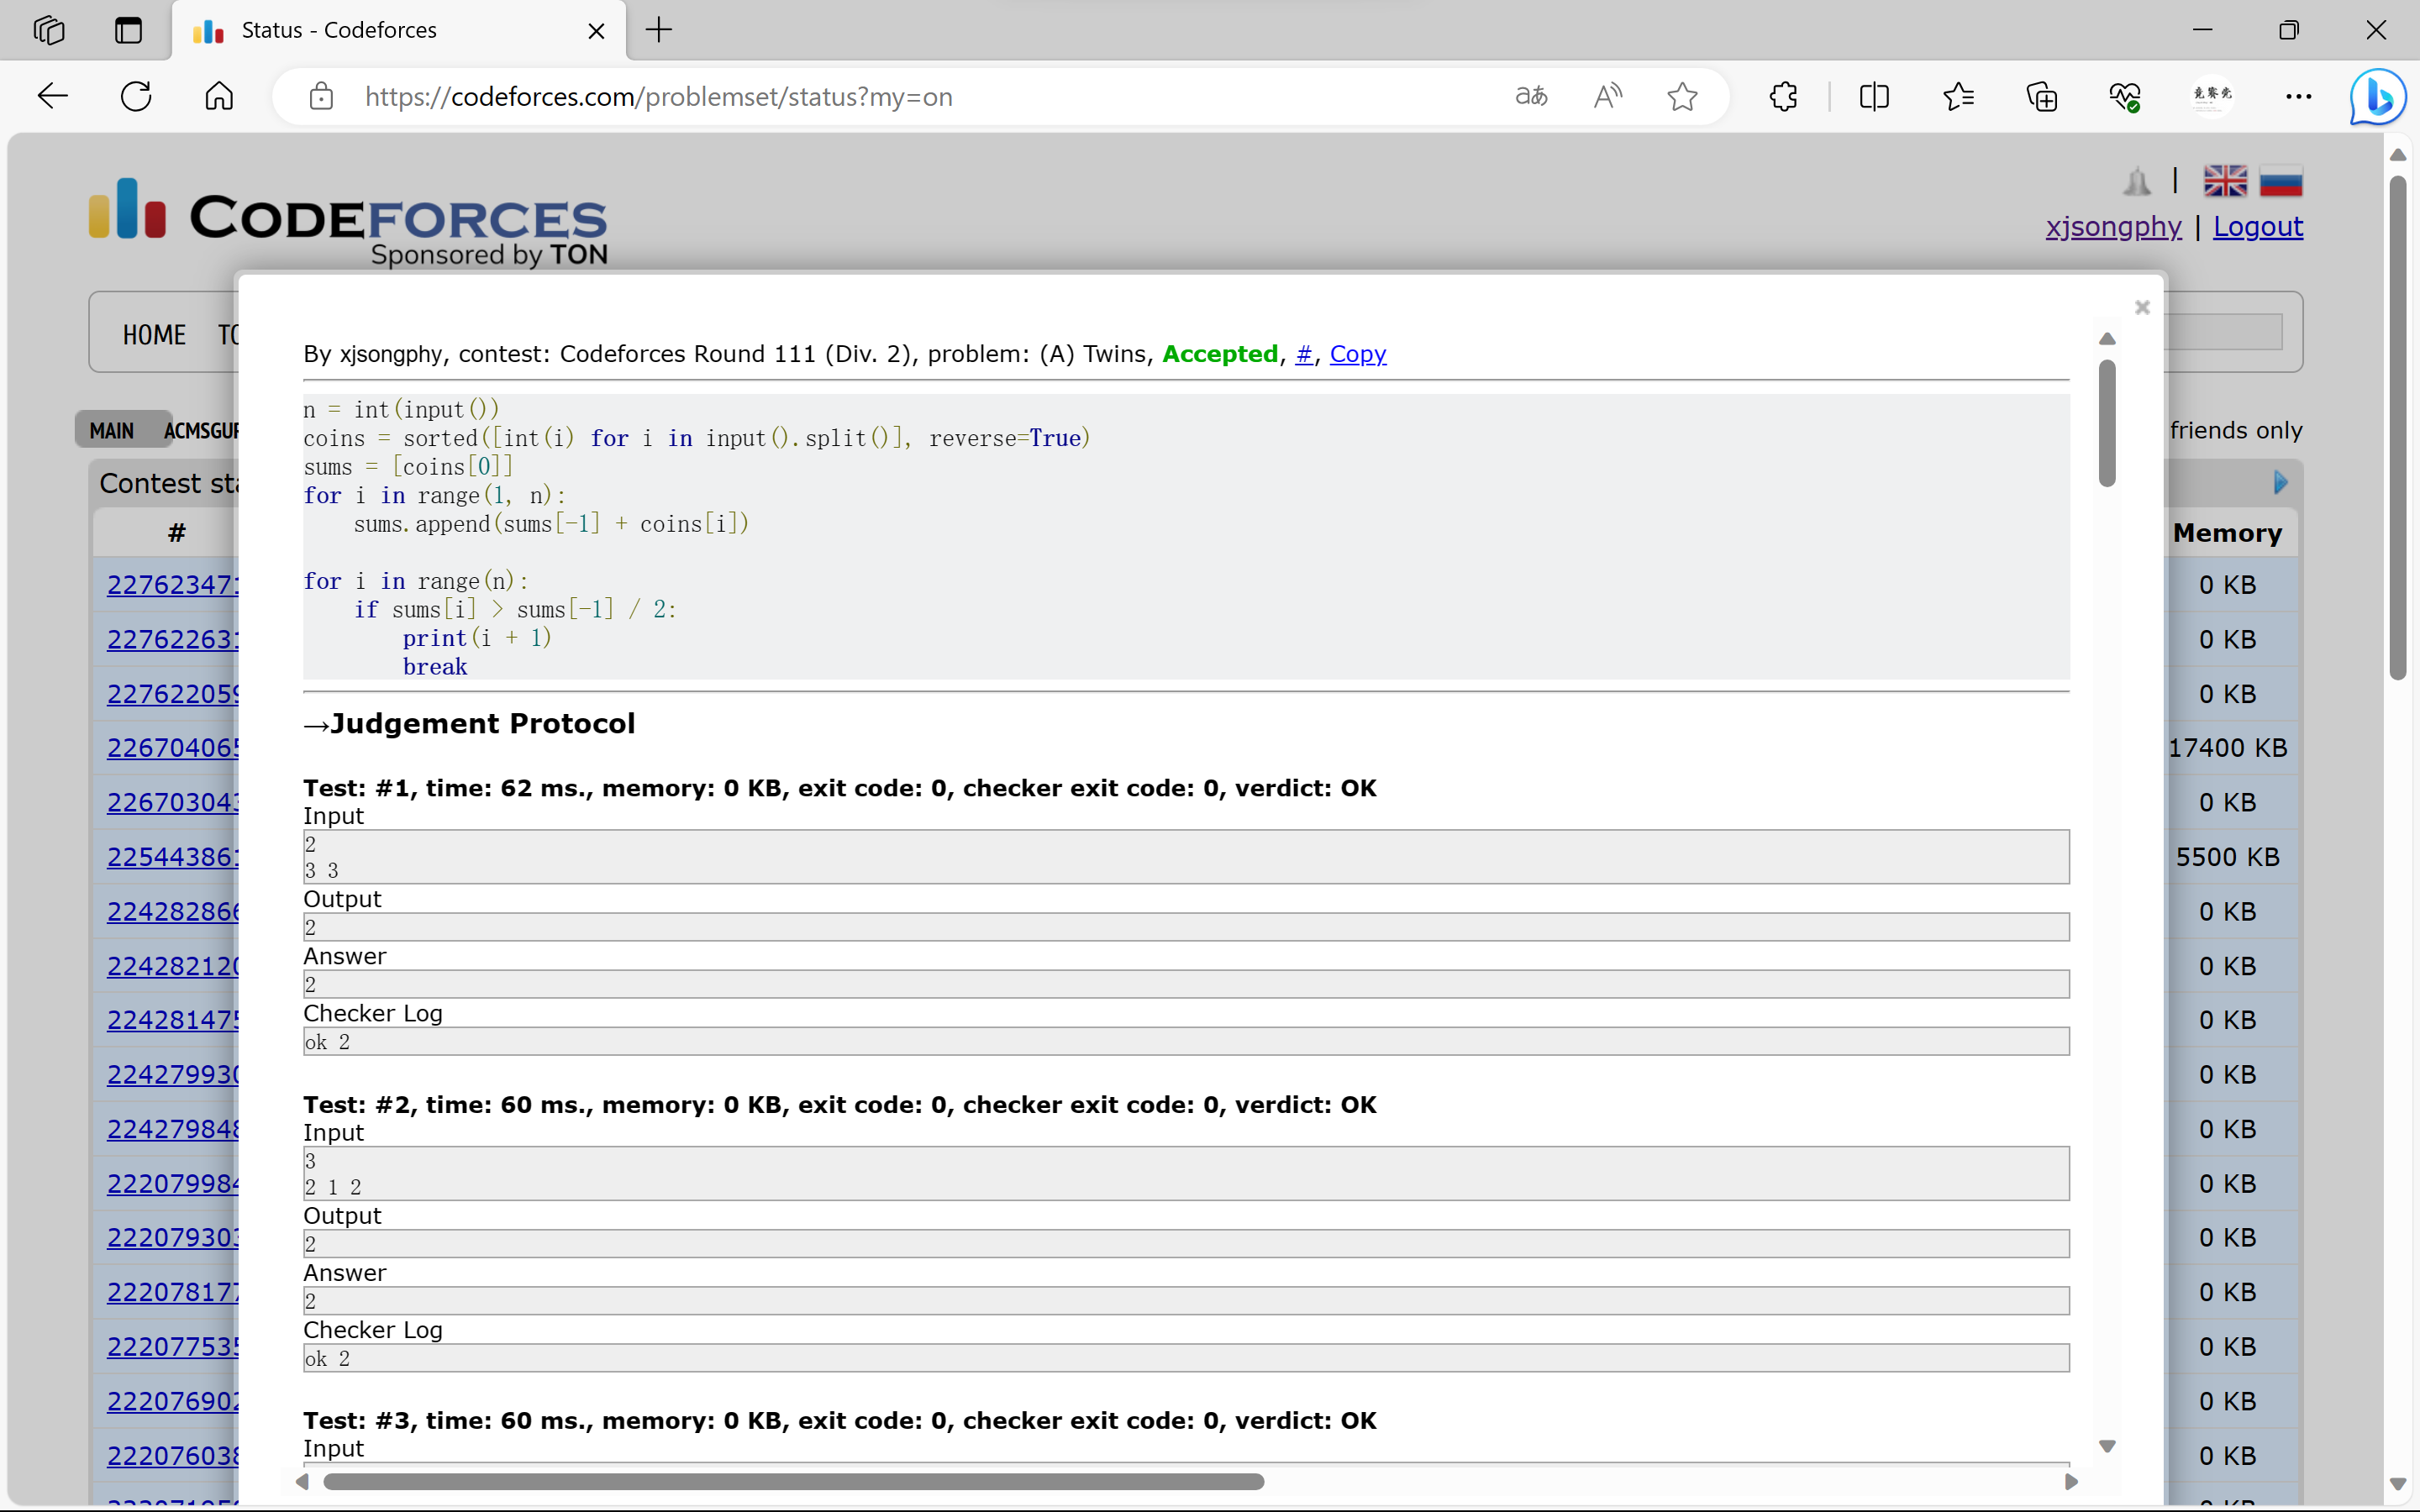 Status - Codeforces
https://codeforces.com/problemset/status?my=on
CODEFORCES
Sponsored by TON
xjsongphy | Logout
HOME
MAIN ACMSGU
friends only
By xjsongphy, contest: Codeforces Round 111 (Div. 2), problem: (A) Twins, Accepted, #, Copy
n = int(input())
coins = sorted([int(i) for i in input().split()], reverse=True)
sums = [coins[0]]
for i in range(1, n):
    sums.append(sums[-1] + coins[i])
for i in range(n):
    if sums[i] > sums[-1] / 2:
        print(i + 1)
        break
→Judgement Protocol
Test: #1, time: 62 ms., memory: 0 KB, exit code: 0, checker exit code: 0, verdict: OK
Input
2
3 3
Output
2
Answer
2
Checker Log
ok 2
Test: #2, time: 60 ms., memory: 0 KB, exit code: 0, checker exit code: 0, verdict: OK
Input
3
2 1 2
Output
2
Answer
2
Checker Log
ok 2
Test: #3, time: 60 ms., memory: 0 KB, exit code: 0, checker exit code: 0, verdict: OK
Input
Contest sta
#
22762347
22762263
22762205
22670406
22670304
22544386
22428286
22428212
22428147
22427993
22427984
22207998
22207930
22207817
22207753
22207690
22207603
Memory
0 KB
0 KB
0 KB
17400 KB
0 KB
5500 KB
0 KB
0 KB
0 KB
0 KB
0 KB
0 KB
0 KB
0 KB
0 KB
0 KB
0 KB